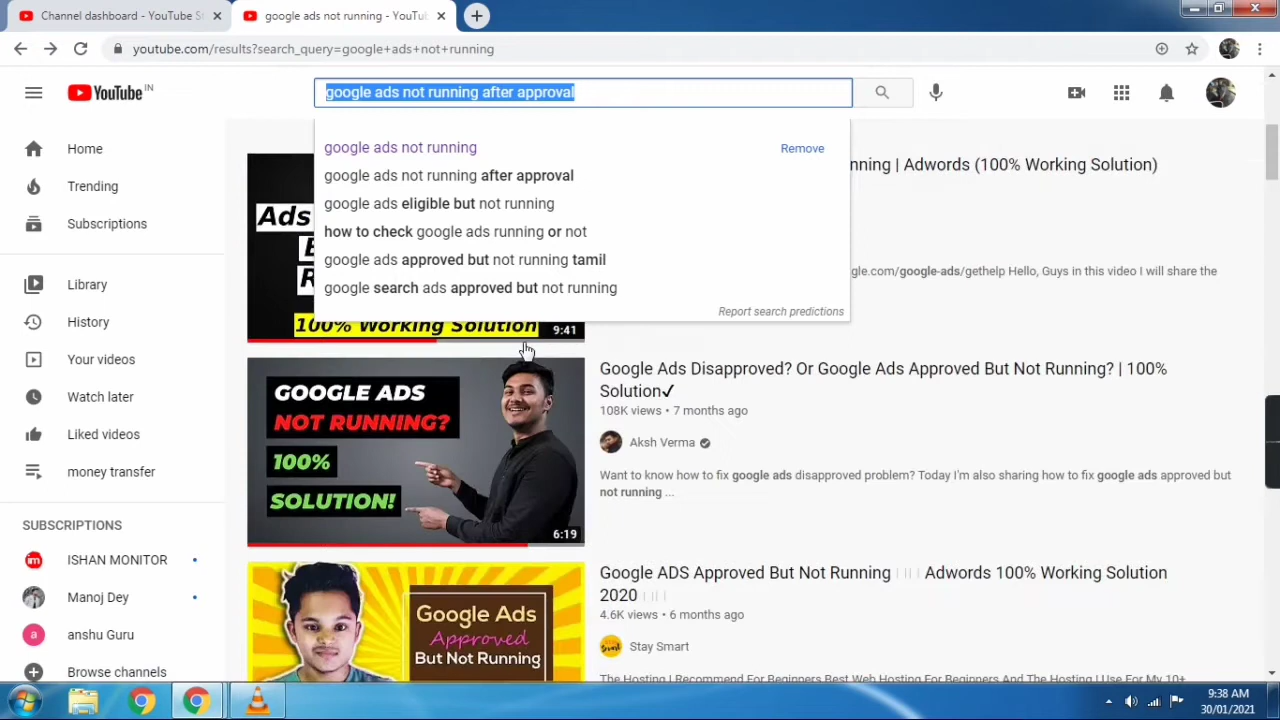 Channel dashboard - YouTube St
google ads not running - YouTu
youtube.com/results?search_query=google+ads+not+running
YouTube IN
google ads not running after approval
Home
Trending
Subscriptions
Library
History
Your videos
Watch later
Liked videos
money transfer
SUBSCRIPTIONS
ISHAN MONITOR
Manoj Dey
anshu Guru
Browse channels
google ads not running
Remove
google ads not running after approval
google ads eligible but not running
how to check google ads running or not
google ads approved but not running tamil
google search ads approved but not running
Report search predictions
Ads
100% Working Solution
9:41
nning | Adwords (100% Working Solution)
gle.com/google-ads/gethelp Hello, Guys in this video I will share the
GOOGLE ADS
NOT RUNNING?
100%
SOLUTION!
6:19
Google Ads Disapproved? Or Google Ads Approved But Not Running? | 100%
Solution✓
108K views • 7 months ago
Aksh Verma
Want to know how to fix google ads disapproved problem? Today I'm also sharing how to fix google ads approved but
not running ...
Google Ads
Approved
But Not Running
Google ADS Approved But Not Running Adwords 100% Working Solution
2020
4.6K views • 6 months ago
Stay Smart
The Hosting I Recommend For Beginners Best Web Hosting For Beginners And The Hosting I Use For My 10+
9:38 AM
30/01/2021